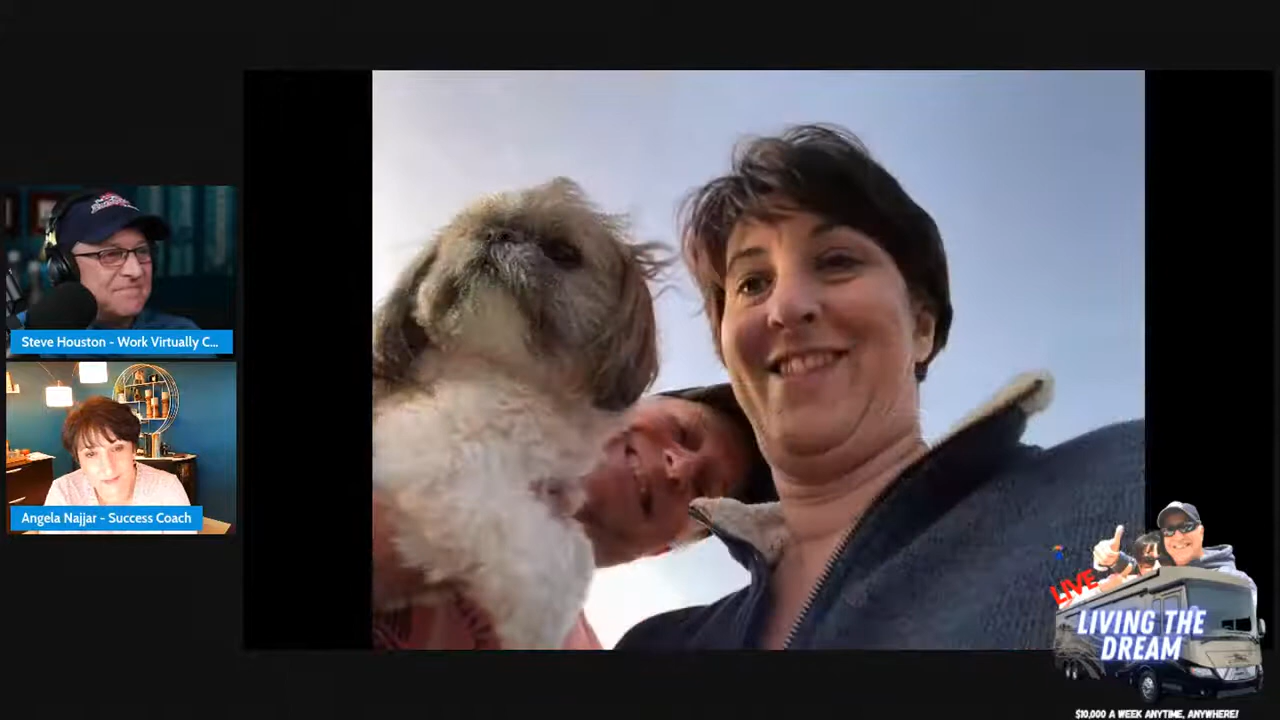 Steve Houston - Work Virtually C...
Angela Najjar - Success Coach
LIVE
LIVING THE
DREAM
$10,000 A WEEK ANYTIME, ANYWHERE!